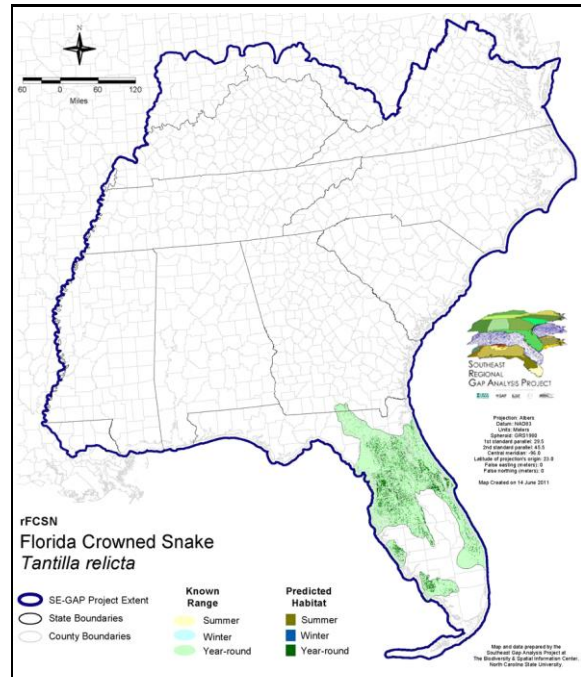 N
60 0 60 120
Miles
SOUTHEAST
REGIONAL
GAP ANALYSIS PROJECT
Projection: Albers
Datum: NAD83
Units: Meters
Spheroid: GRS1980
1st standard parallel: 29.5
2nd standard parallel: 45.5
Central meridian: -96.0
Latitude of projection's origin: 23.0
False easting (meters): 0
False northing (meters): 0
Map Created on 14 June 2011
rFCSN
Florida Crowned Snake
Tantilla relicta
SE-GAP Project Extent
State Boundaries
County Boundaries
Known
Range
Summer
Winter
Year-round
Predicted
Habitat
Summer
Winter
Year-round
Map and data prepared by the
Southeast Gap Analysis Project at
The Biodiversity & Spatial Information Center,
North Carolina State University.